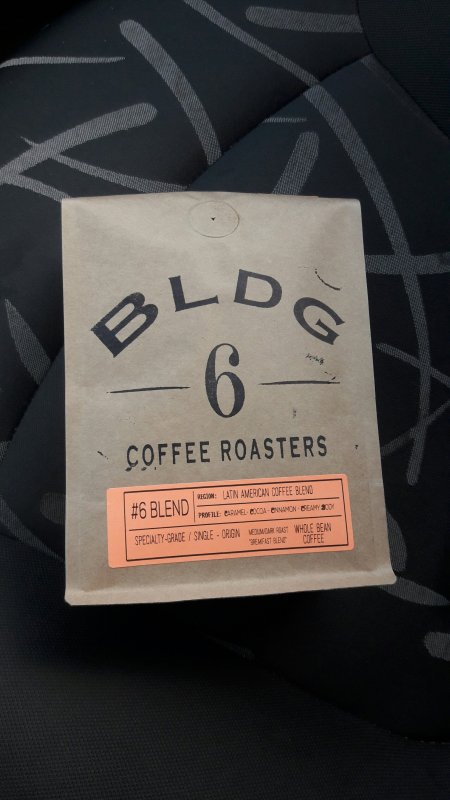 BLDG
6
COFFEE ROASTERS
#6 BLEND
REGION: LATIN AMERICAN COFFEE BLEND
PROFILE: CARAMEL · COCOA · CINNAMON · CREAMY BODY
SPECIALTY-GRADE / SINGLE - ORIGIN
MEDIUM/DARK ROAST
"BREAKFAST BLEND"
WHOLE BEAN
COFFEE